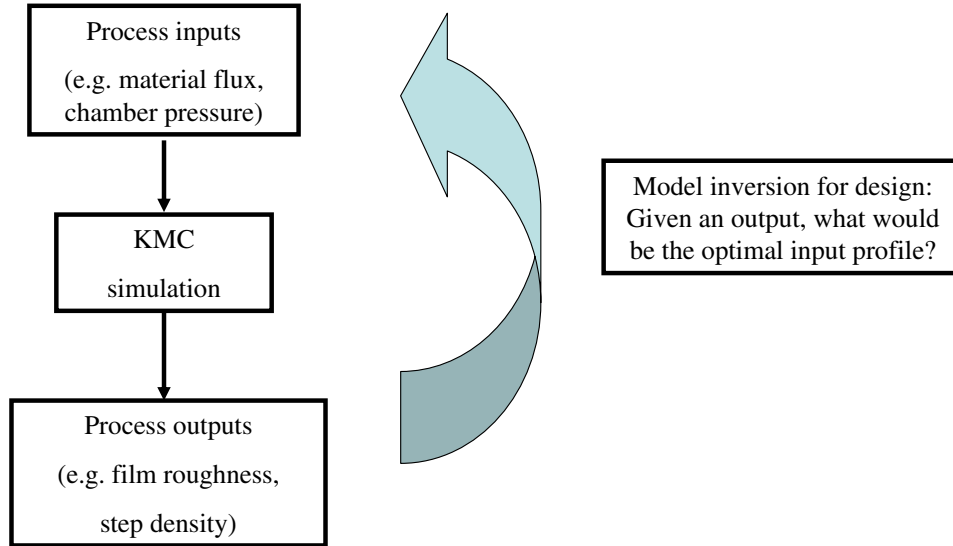 Process inputs
(e.g. material flux,
chamber pressure)
KMC
simulation
Process outputs
(e.g. film roughness,
step density)
Model inversion for design:
Given an output, what would
be the optimal input profile?